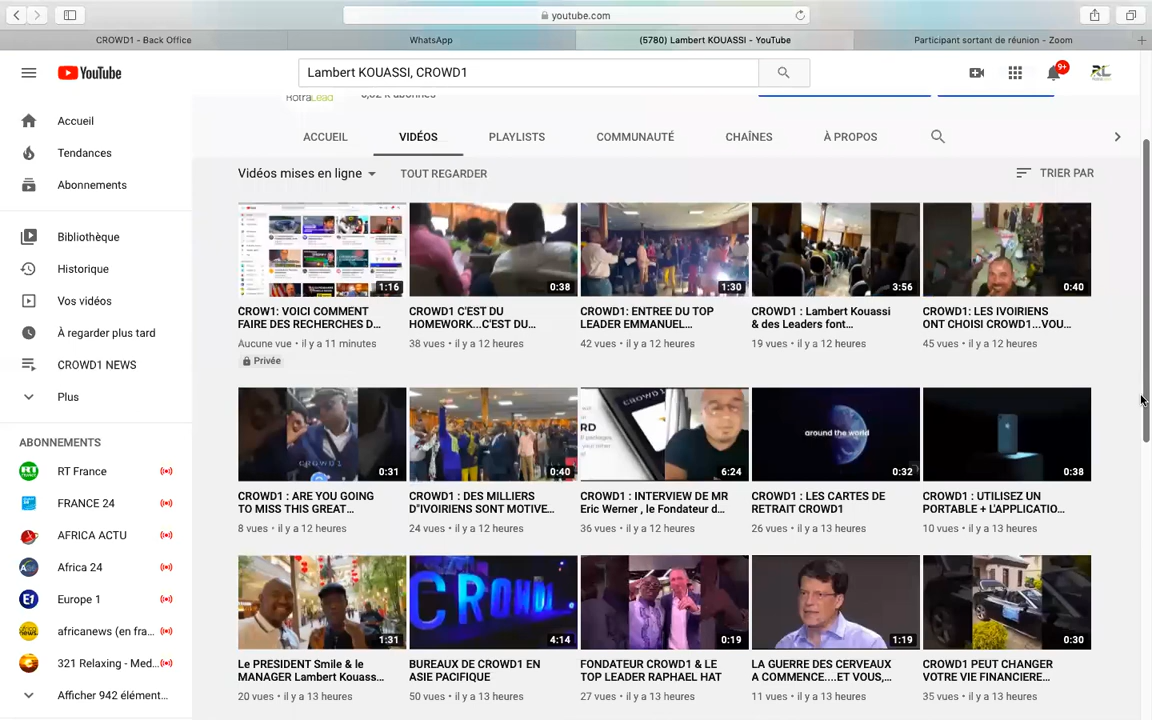 youtube.com
CROWD1 - Back Office
WhatsApp
(5780) Lambert KOUASSI - YouTube
Participant sortant de réunion - Zoom
YouTube
Lambert KOUASSI, CROWD1
9+
RotraLead
ACCUEIL
VIDÉOS
PLAYLISTS
COMMUNAUTÉ
CHAÎNES
À PROPOS
Accueil
Tendances
Abonnements
Bibliothèque
Historique
Vos vidéos
À regarder plus tard
CROWD1 NEWS
Plus
ABONNEMENTS
RT France
FRANCE 24
AFRICA ACTU
Africa 24
Europe 1
africanews (en fra...
321 Relaxing - Med...
Afficher 942 élément...
Vidéos mises en ligne
TOUT REGARDER
TRIER PAR
1:16
CROW1: VOICI COMMENT
FAIRE DES RECHERCHES D...
Aucune vue • il y a 11 minutes
Privée
0:38
CROWD1 C'EST DU
HOMEWORK...C'EST DU...
38 vues • il y a 12 heures
1:30
CROWD1: ENTREE DU TOP
LEADER EMMANUEL...
42 vues • il y a 12 heures
3:56
CROWD1 : Lambert Kouassi
& des Leaders font...
19 vues • il y a 12 heures
0:40
CROWD1: LES IVOIRIENS
ONT CHOISI CROWD1...VOU...
45 vues • il y a 12 heures
CROWD1
0:31
CROWD1 : ARE YOU GOING
TO MISS THIS GREAT...
8 vues • il y a 12 heures
0:40
CROWD1 : DES MILLIERS
D"IVOIRIENS SONT MOTIVE...
24 vues • il y a 12 heures
CROWD1
RD
6:24
CROWD1 : INTERVIEW DE MR
Eric Werner , le Fondateur d...
36 vues • il y a 12 heures
around the world
0:32
CROWD1 : LES CARTES DE
RETRAIT CROWD1
26 vues • il y a 13 heures
0:38
CROWD1 : UTILISEZ UN
PORTABLE + L'APPLICATIO...
10 vues • il y a 13 heures
1:31
Le PRESIDENT Smile & le
MANAGER Lambert Kouass...
20 vues • il y a 13 heures
CROWD1
4:14
BUREAUX DE CROWD1 EN
ASIE PACIFIQUE
50 vues • il y a 13 heures
0:19
FONDATEUR CROWD1 & LE
TOP LEADER RAPHAEL HAT
27 vues • il y a 13 heures
1:19
LA GUERRE DES CERVEAUX
A COMMENCE....ET VOUS,...
11 vues • il y a 13 heures
0:30
CROWD1 PEUT CHANGER
VOTRE VIE FINANCIERE...
35 vues • il y a 13 heures